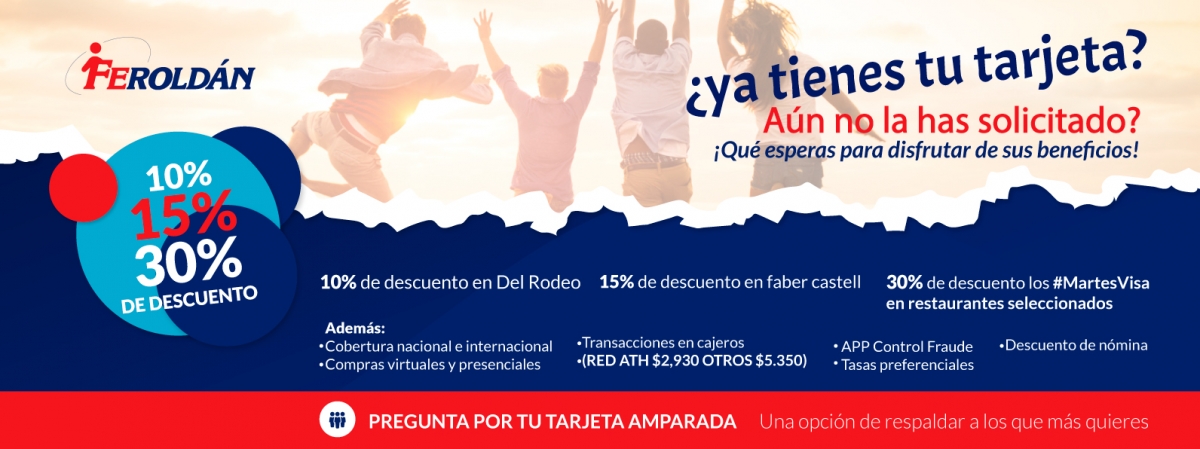 FEROLDÁN
¿ya tienes tu tarjeta?
Aún no la has solicitado?
¡Qué esperas para disfrutar de sus beneficios!
10%
15%
30%
DE DESCUENTO
10% de descuento en Del Rodeo
15% de descuento en faber castell
30% de descuento los #MartesVisa
en restaurantes seleccionados
Además:
•Cobertura nacional e internacional
•Compras virtuales y presenciales
•Transacciones en cajeros
•(RED ATH $2,930 OTROS $5.350)
• APP Control Fraude
• Tasas preferenciales
•Descuento de nómina
PREGUNTA POR TU TARJETA AMPARADA
Una opción de respaldar a los que más quieres